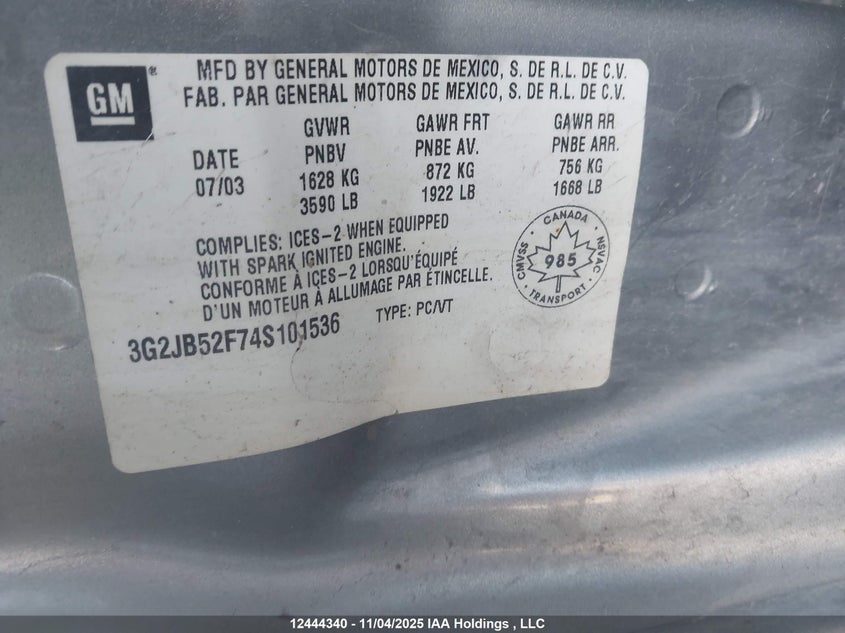 GM
MFD BY GENERAL MOTORS DE MEXICO, S. DE R.L. DE C.V.
FAB. PAR GENERAL MOTORS DE MEXICO, S. DE R.L. DE C.V.
GVWR GAWR FRT GAWR RR
DATE PNBV PNBE AV. PNBE ARR.
07/03 1628 KG 872 KG 756 KG
3590 LB 1922 LB 1668 LB
COMPLIES: ICES-2 WHEN EQUIPPED
WITH SPARK IGNITED ENGINE.
CONFORME À ICES-2 LORSQU'ÉQUIPÉ
D'UN MOTEUR À ALLUMAGE PAR ÉTINCELLE.
CANADA
CMVSS
985
NSVAC
TRANSPORT
3G2JB52F74S101536 TYPE: PC/VT
12444340 - 11/04/2025 IAA Holdings , LLC